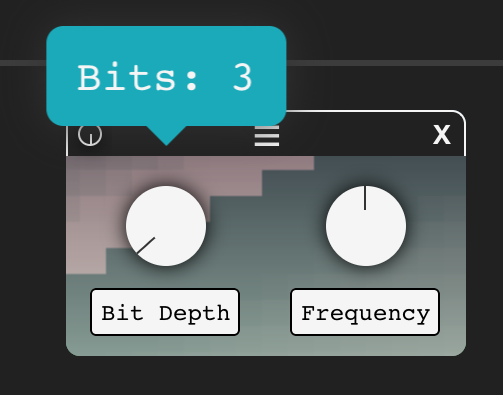 Bits: 3
X
Bit Depth
Frequency